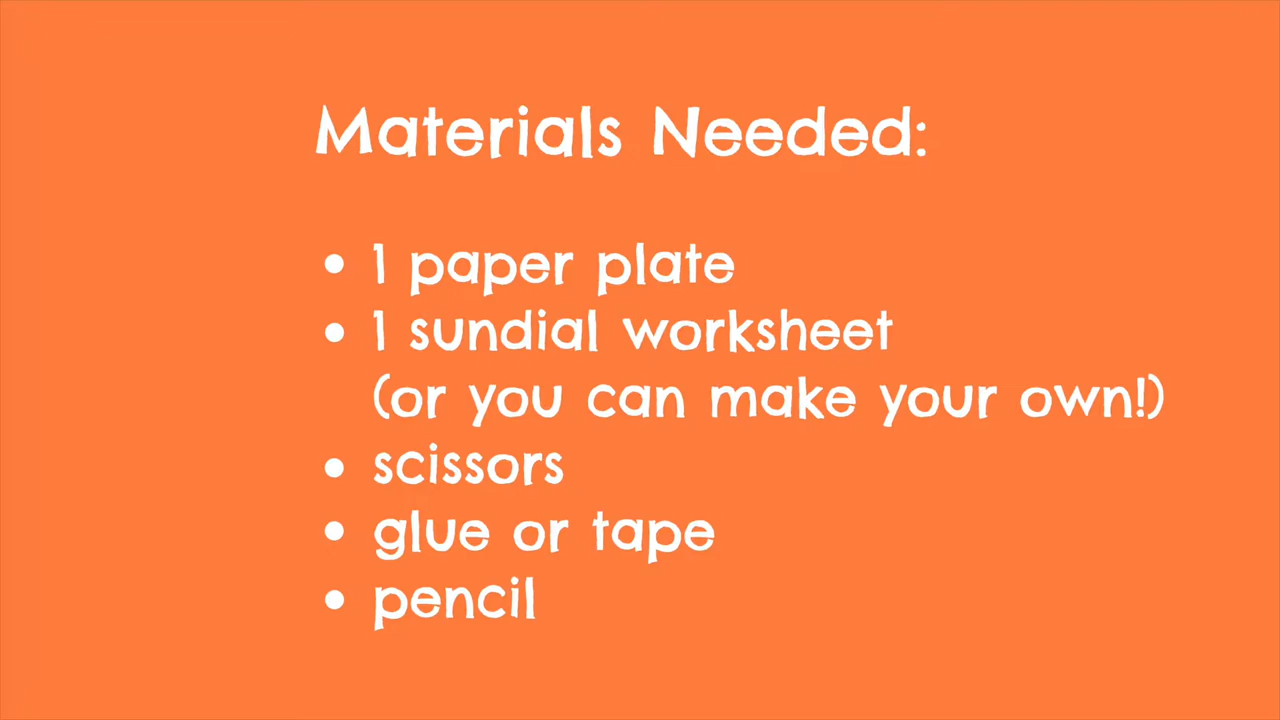 Materials Needed:
• 1 paper plate
• 1 sundial worksheet
(or you can make your own!)
• scissors
• glue or tape
• pencil